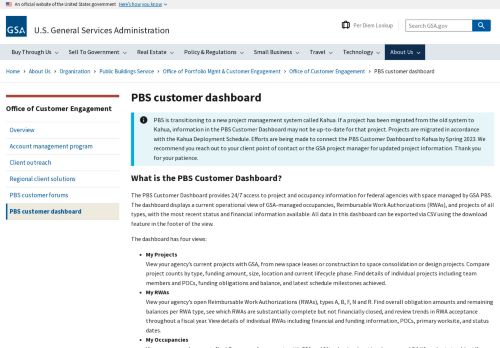 An official website of the United States government Here's how you know
GSA
U.S. General Services Administration
Per Diem Lookup
Search GSA.gov
Buy Through Us
Sell To Government
Real Estate
Policy & Regulations
Small Business
Travel
Technology
About Us
Home › About Us › Organization › Public Buildings Service › Office of Portfolio Mgmt & Customer Engagement › Office of Customer Engagement › PBS customer dashboard
Office of Customer Engagement
Overview
Account management program
Client outreach
Regional client solutions
PBS customer forums
PBS customer dashboard
PBS customer dashboard
PBS is transitioning to a new project management system called Kahua. If a project has been migrated from the old system to
Kahua, information in the PBS Customer Dashboard may not be up-to-date for that project. Projects are migrated in accordance
with the Kahua Deployment Schedule. Efforts are being made to connect the PBS Customer Dashboard to Kahua by Spring 2023. We
recommend you reach out to your client point of contact or the GSA project manager for updated project information. Thank you
for your patience.
What is the PBS Customer Dashboard?
The PBS Customer Dashboard provides 24/7 access to project and occupancy information for federal agencies with space managed by GSA PBS.
The dashboard displays a current operational view of GSA-managed occupancies, Reimbursable Work Authorizations (RWAs), and projects of all
types, with the most recent status and financial information available. All data in this dashboard can be exported via CSV using the download
feature in the footer of the view.
The dashboard has four views:
• My Projects
View your agency's current projects with GSA, from new space leases or construction to space consolidation or design projects. Compare
project counts by type, funding amount, size, location and current lifecycle phase. Find details of individual projects including team
members and POCs, funding obligations and balance, and latest schedule milestones achieved.
• My RWAs
View your agency's open Reimbursable Work Authorizations (RWAs), types A, B, F, N and R. Find overall obligation amounts and remaining
balances per RWA type, see which RWAs are substantially complete but not financially closed, and review trends in RWA acceptance
throughout a fiscal year. View details of individual RWAs including financial and funding information, POCs, primary worksite, and status
dates.
• My Occupancies